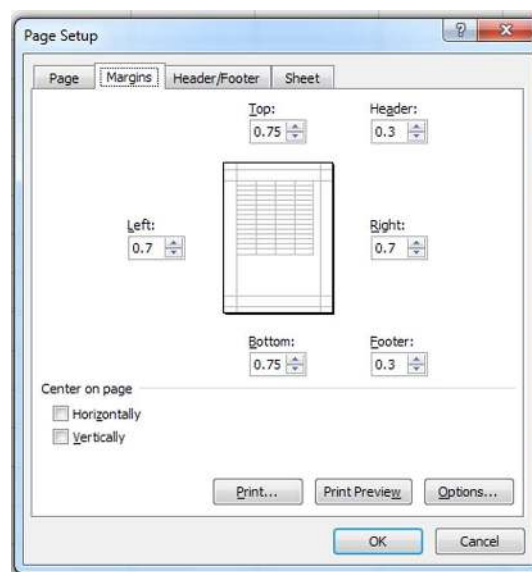 Page Setup
Page Margins Header/Footer Sheet
Top: Header:
0.75 0.3
Left: Right:
0.7 0.7
Bottom: Footer:
0.75 0.3
Center on page
Horizontally
Vertically
Print... Print Preview Options...
OK Cancel